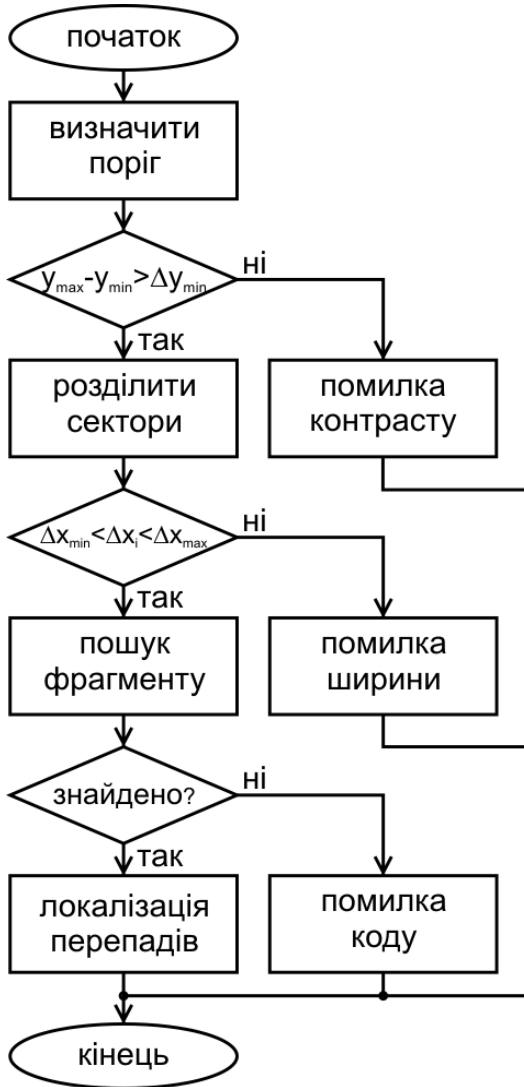 початок
визначити
поріг
ymax-ymin>Δymin
ні
так
розділити
сектори
помилка
контрасту
Δxmin<Δxi<Δxmax
ні
так
пошук
фрагменту
помилка
ширини
знайдено?
ні
так
локалізація
перепадів
помилка
коду
кінець